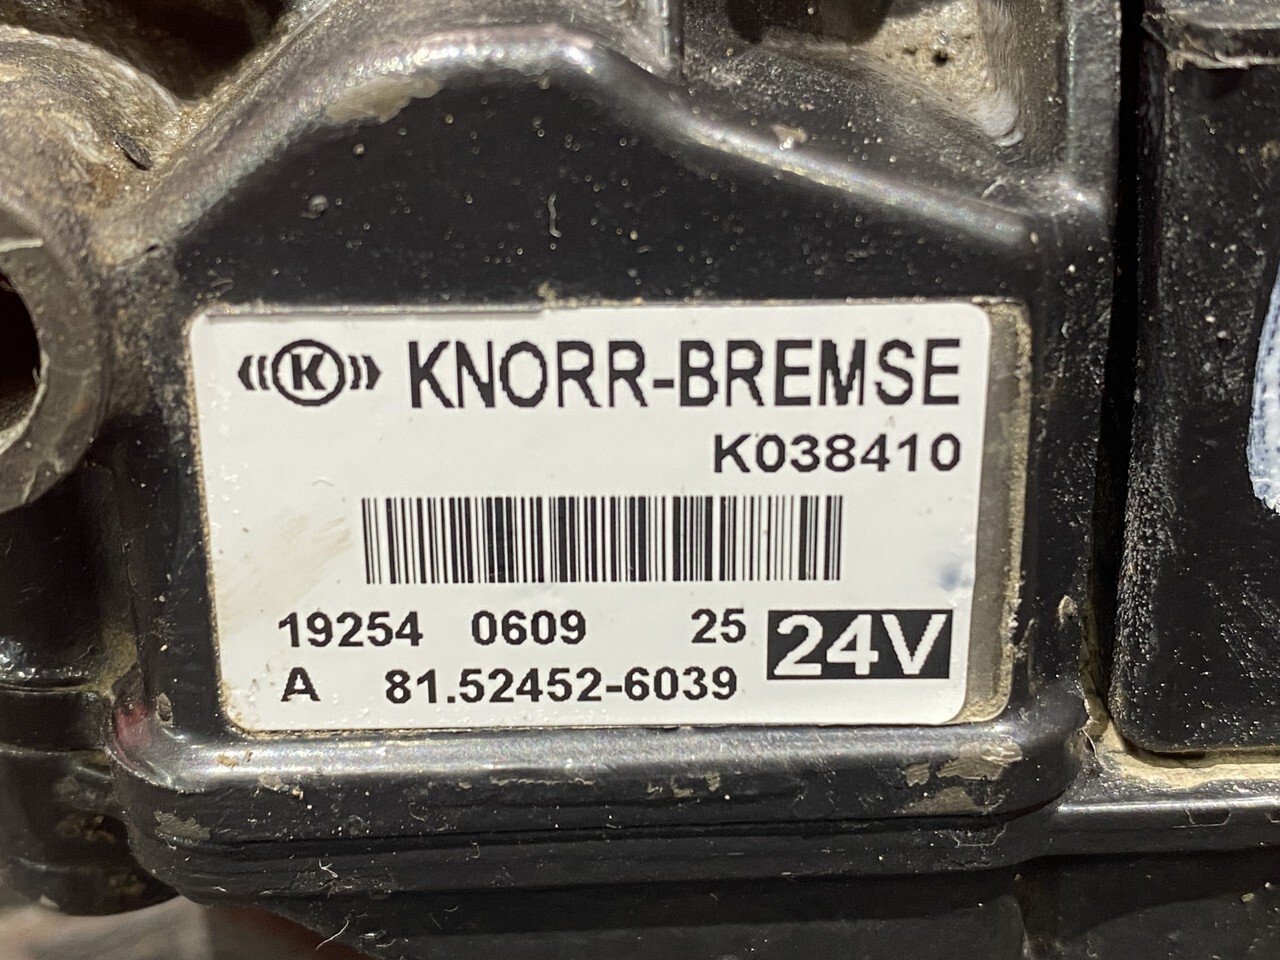 K KNORR-BREMSE
K038410
19254 0609 25 24V
A 81.52452-6039